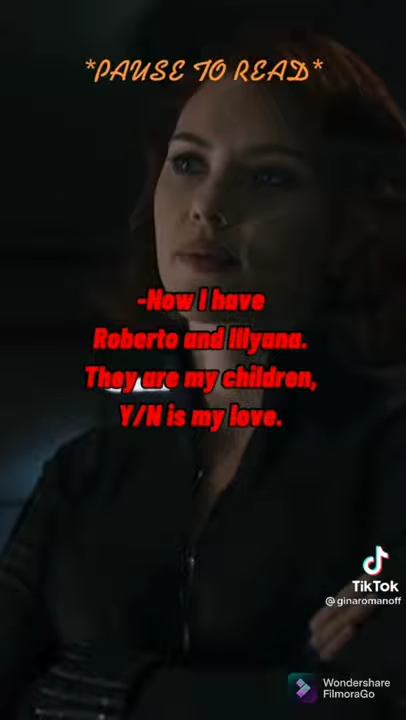 *PAUSE TO READ*
-Now I have
Roberto and Illyana.
They are my children,
Y/N is my love.
TikTok
@ginaromanoff
Wondershare
FilmoraGo